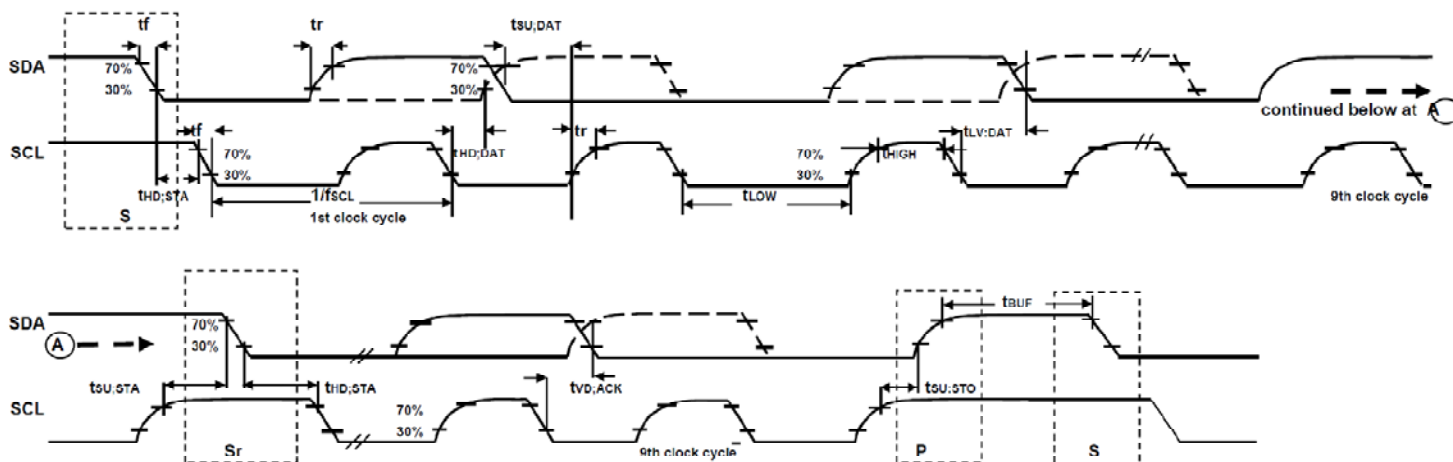 tf tr tSU;DAT
SDA 70% 70%
30% 30%
continued below at A
tf tHD;DAT tr tLV:DAT
SCL 70% 70% tHIGH
30% 30%
tHD;STA 1/fSCL tLOW
S 1st clock cycle 9th clock cycle
tBUF
SDA 70%
A 30%
tSU;STA tHD;STA tVD;ACK tSU;STO
SCL 70%
30%
Sr 9th clock cycle P S